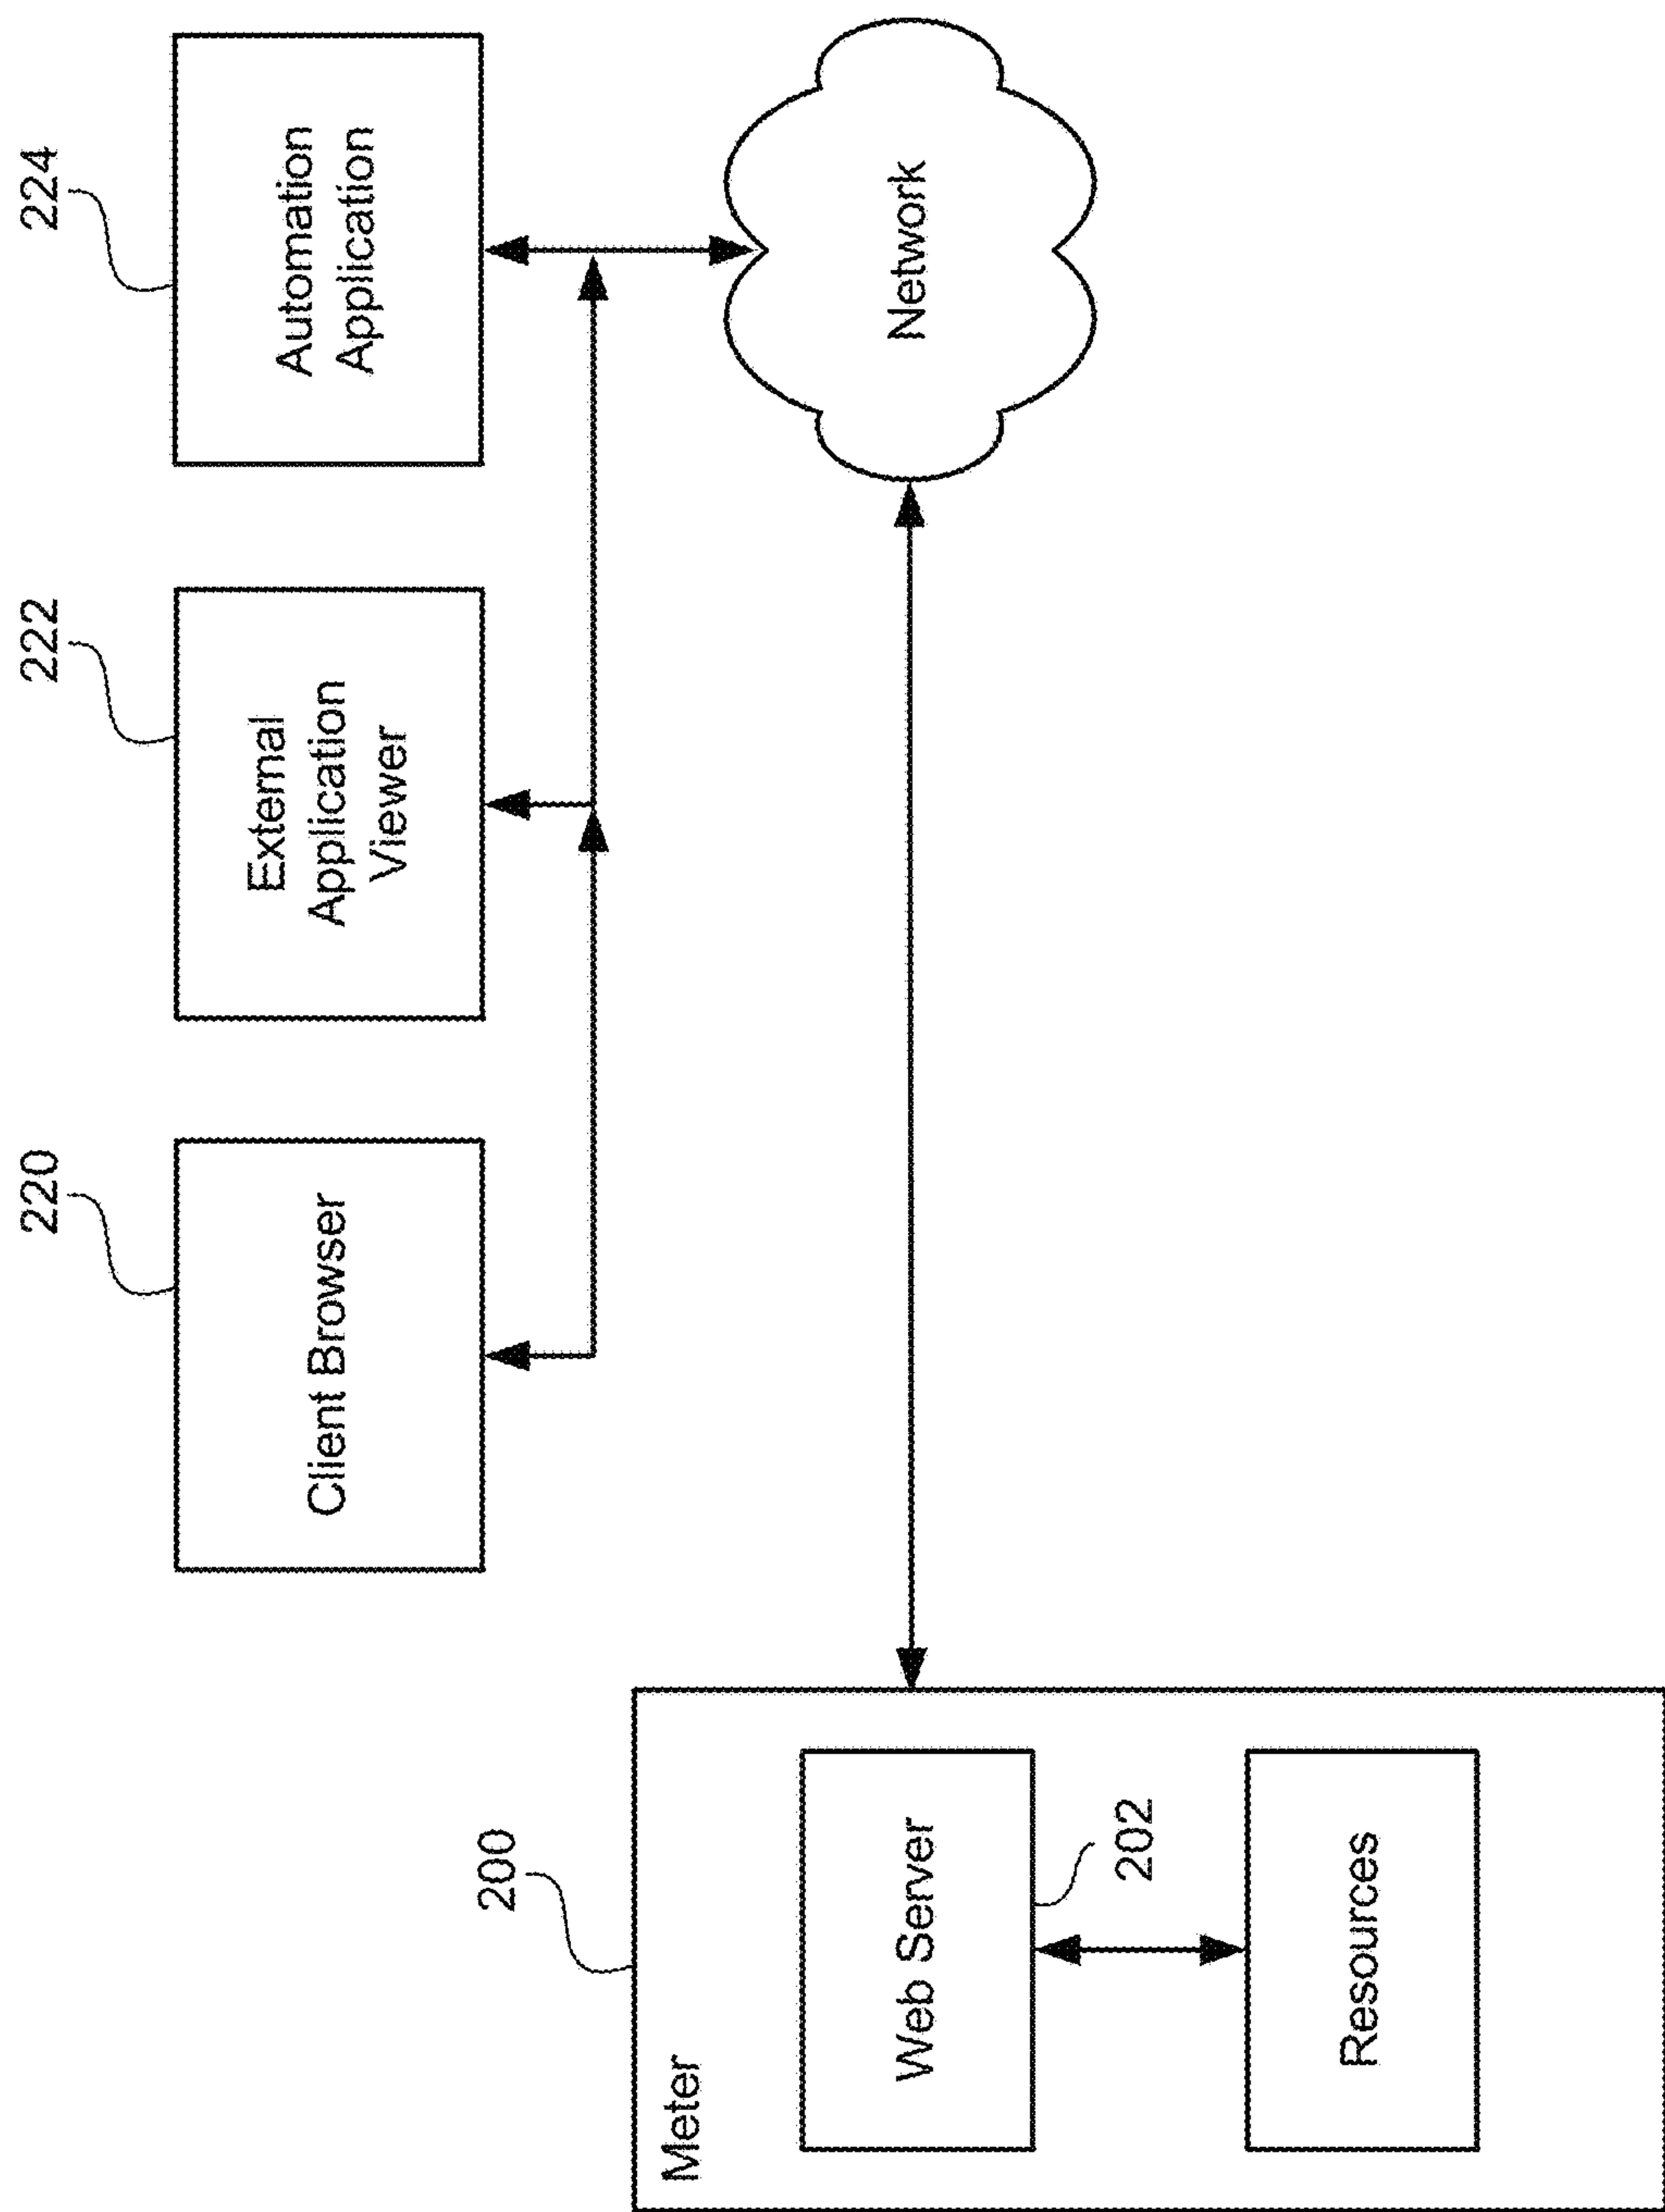 220
222
224
Client Browser
External
Application
Viewer
Automation
Application
200
Meter
Web Server
202
Resources
Network